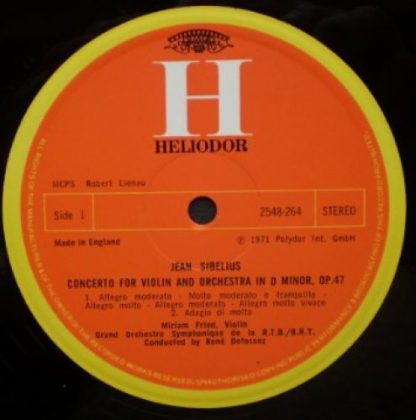 H
HELIODOR
MCPS Robert Lienau
Side 1 2548-264 STEREO
Made in England ℗ 1971 Polydor Int. GmbH
JEAN SIBELIUS
CONCERTO FOR VIOLIN AND ORCHESTRA IN D MINOR, OP.47
1. Allegro moderato - Molto moderato e tranquillo -
Allegro molto - Allegro moderato - Allegro molto vivace
2. Adagio di molto
Miriam Fried, Violin
Grand Orchestre Symphonique de la R.T.B./B.R.T.
Conducted by René Defossez